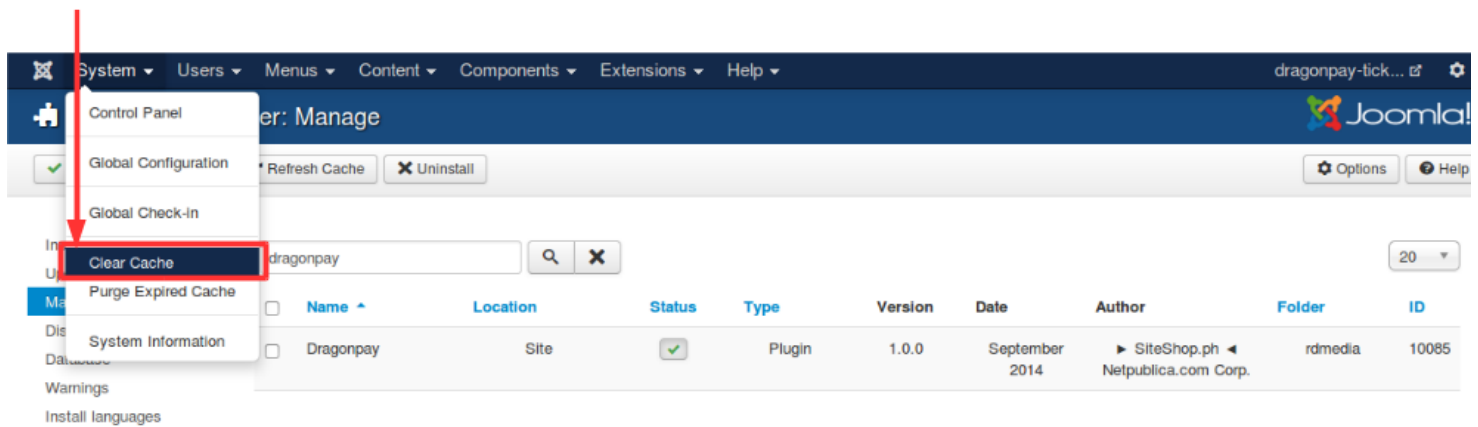 System Users Menus Content Components Extensions Help dragonpay-tick...
Control Panel
er: Manage
Joomla!
Global Configuration
Refresh Cache Uninstall Options Help
Global Check-in
Clear Cache
dragonpay
20
Purge Expired Cache
Name Location Status Type Version Date Author Folder ID
System Information
Dragonpay Site Plugin 1.0.0 September 2014 ► SiteShop.ph ◄ Netpublica.com Corp. rdmedia 10085
Warnings
Install languages